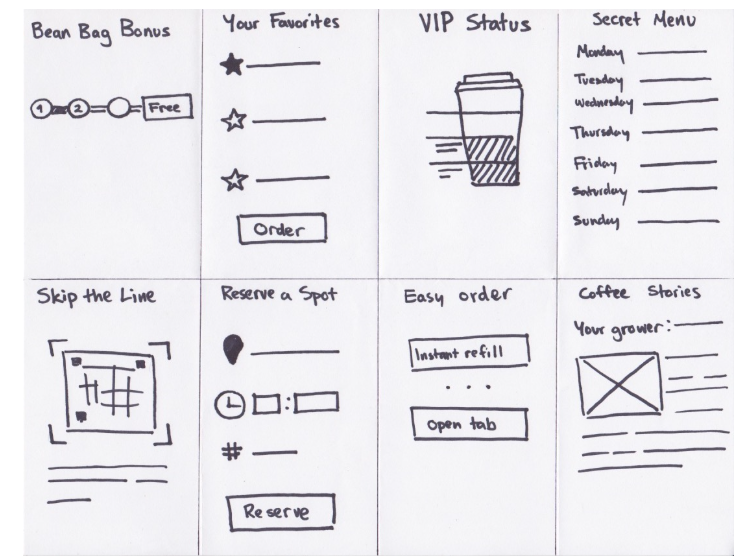 Bean Bag Bonus
1 2 Free
Your Favorites
Order
VIP Status
Secret Menu
Monday
Tuesday
Wednesday
Thursday
Friday
Saturday
Sunday
Skip the Line
Reserve a Spot
:
#
Reserve
Easy order
Instant refill
...
Open tab
Coffee Stories
Your grower: